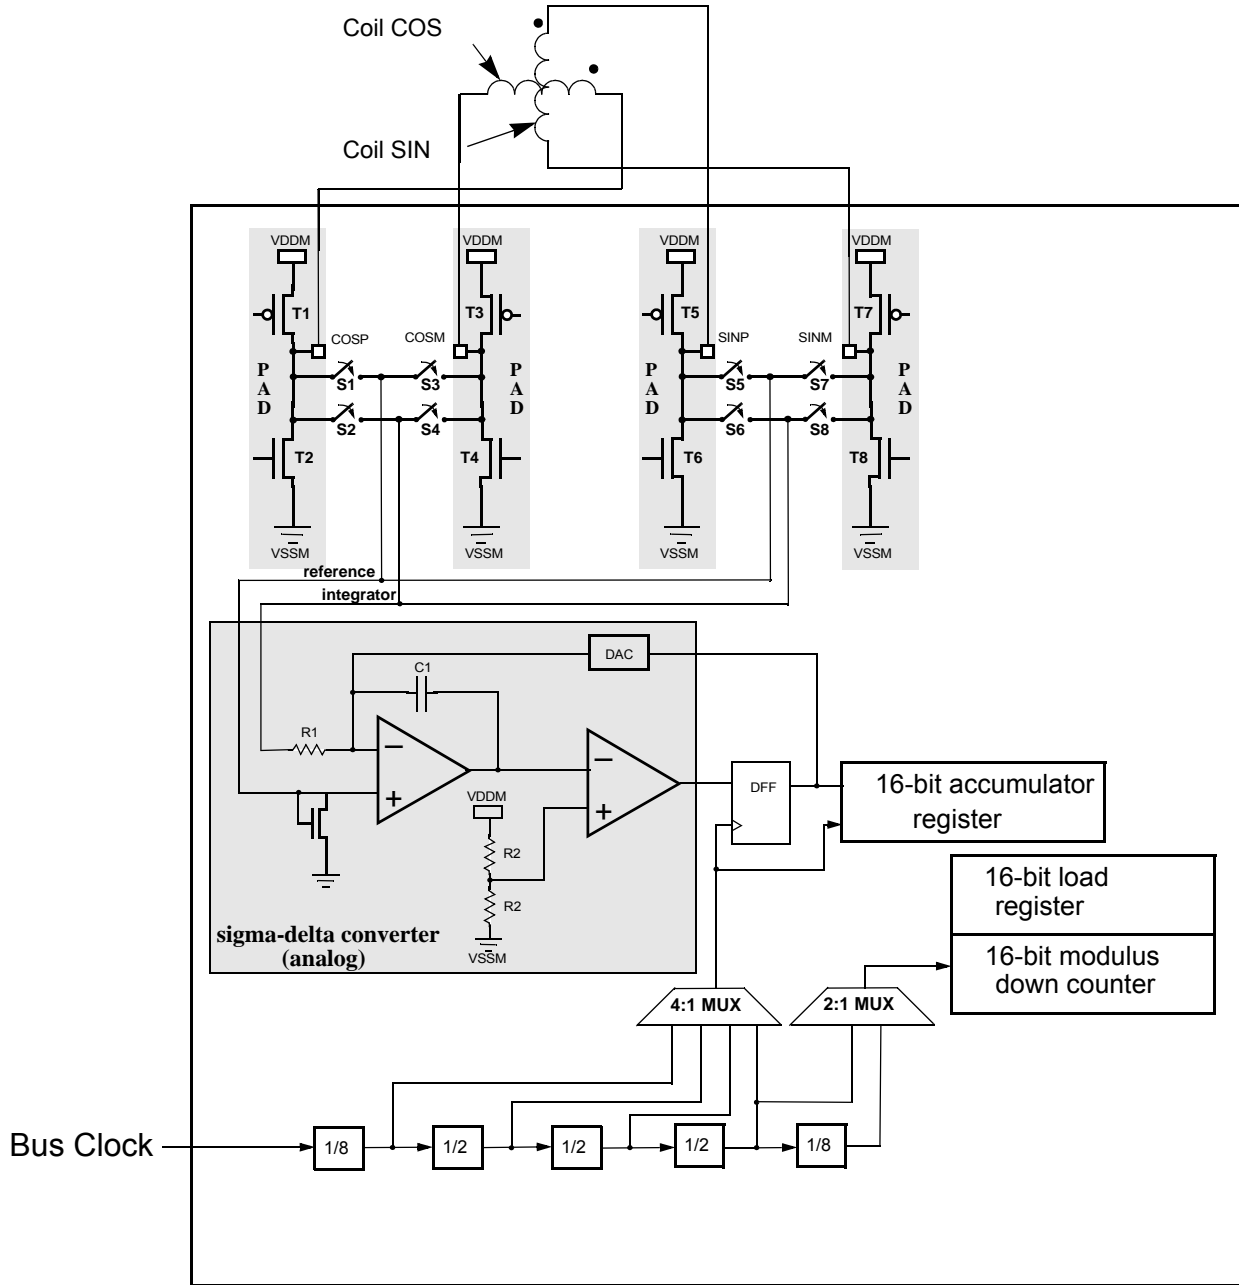 Coil COS
Coil SIN
VDDM
VDDM
VDDM
VDDM
T1
T3
T5
T7
COSP
COSM
SINP
SINM
PAD
PAD
PAD
PAD
S1
S3
S5
S7
S2
S4
S6
S8
T2
T4
T6
T8
VSSM
VSSM
VSSM
VSSM
reference
integrator
DAC
C1
R1
−
+
−
+
VDDM
R2
R2
VSSM
DFF
16-bit accumulator
register
16-bit load
register
16-bit modulus
down counter
sigma-delta converter
(analog)
4:1 MUX
2:1 MUX
Bus Clock
1/8
1/2
1/2
1/2
1/8